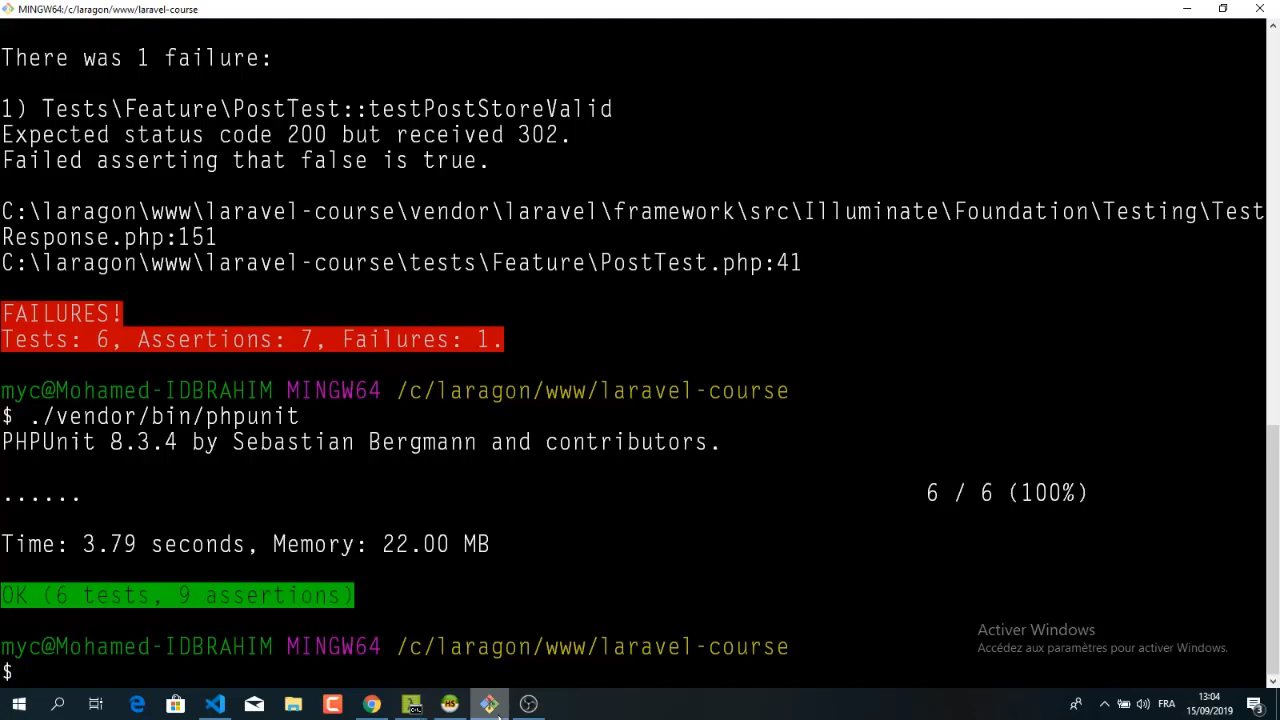 MINGW64:/c/laragon/www/laravel-course
There was 1 failure:
1) Tests\Feature\PostTest::testPostStoreValid
Expected status code 200 but received 302.
Failed asserting that false is true.
C:\laragon\www\laravel-course\vendor\laravel\framework\src\Illuminate\Foundation\Testing\Test
Response.php:151
C:\laragon\www\laravel-course\tests\Feature\PostTest.php:41
FAILURES!
Tests: 6, Assertions: 7, Failures: 1.
myc@Mohamed-IDBRAHIM MINGW64 /c/laragon/www/laravel-course
$ ./vendor/bin/phpunit
PHPUnit 8.3.4 by Sebastian Bergmann and contributors.
...... 6 / 6 (100%)
Time: 3.79 seconds, Memory: 22.00 MB
OK (6 tests, 9 assertions)
myc@Mohamed-IDBRAHIM MINGW64 /c/laragon/www/laravel-course
$
Activer Windows
Accédez aux paramètres pour activer Windows.
HS
FRA
13:04
15/09/2019
3